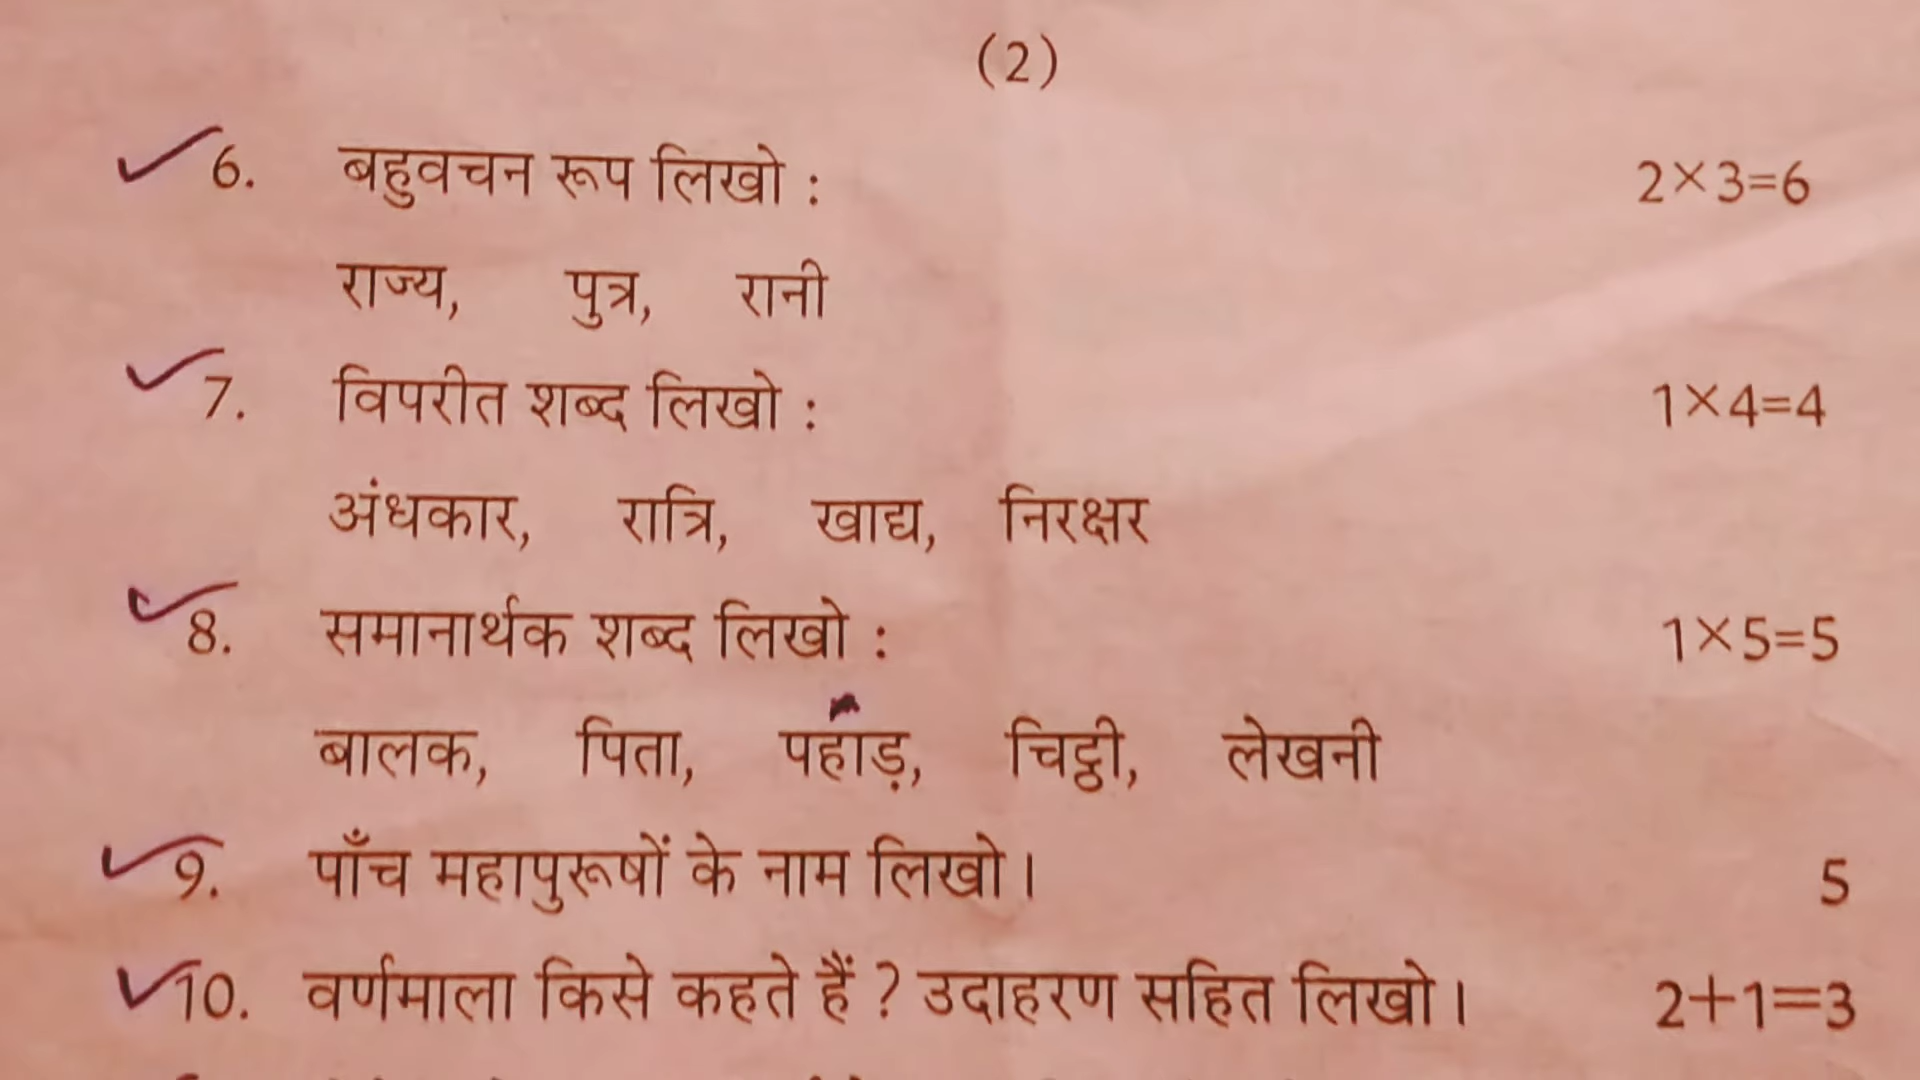 (2)
6. बहुवचन रूप लिखो : 2×3=6
राज्य, पुत्र, रानी
7. विपरीत शब्द लिखो : 1×4=4
अंधकार, रात्रि, खाद्य, निरक्षर
8. समानार्थक शब्द लिखो : 1×5=5
बालक, पिता, पहाड़, चिट्ठी, लेखनी
9. पाँच महापुरूषों के नाम लिखो। 5
10. वर्णमाला किसे कहते हैं ? उदाहरण सहित लिखो। 2+1=3